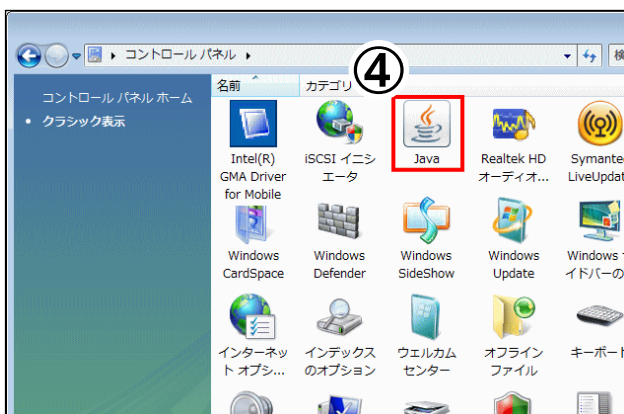 コントロール パネル
検
④
名前
カテゴリ
コントロール パネル ホーム
クラシック表示
Intel(R)
GMA Driver
for Mobile
iSCSI イニシ
エータ
Java
Realtek HD
オーディオ...
Symante
LiveUpdat
Windows
CardSpace
Windows
Defender
Windows
SideShow
Windows
Update
Windows
イドバーの
インターネッ
ト オプシ...
インデックス
のオプション
ウェルカム
センター
オフライン
ファイル
キーボート